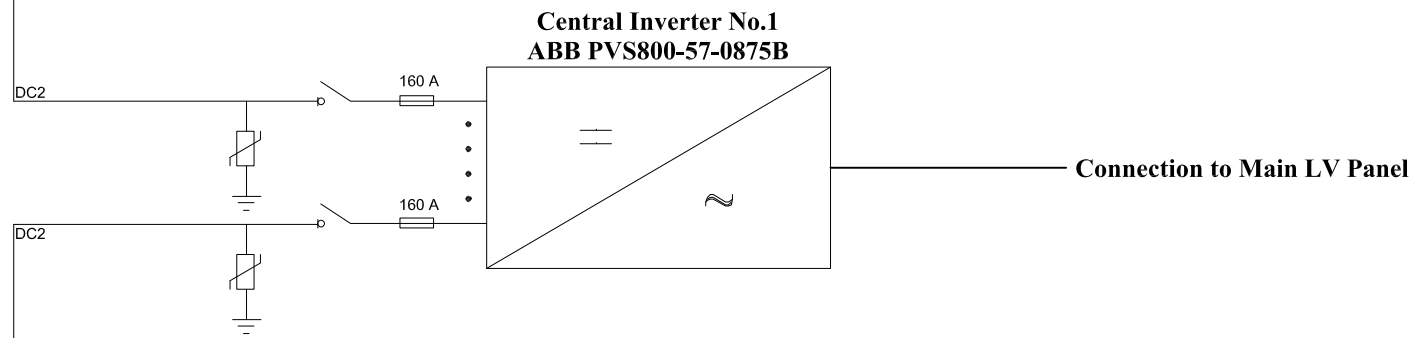 Central Inverter No.1
ABB PVS800-57-0875B
DC2
160 A
Connection to Main LV Panel
160 A
DC2